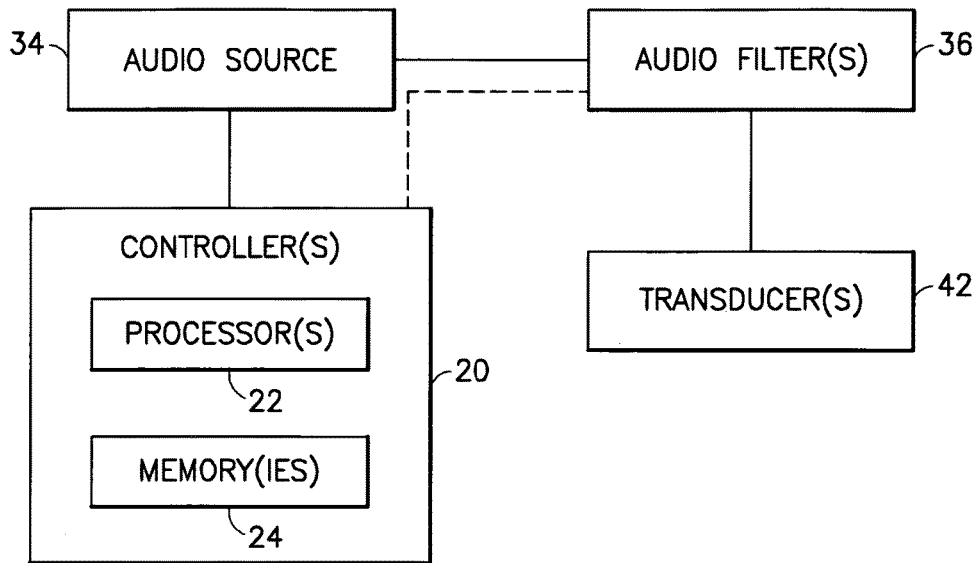 34
AUDIO SOURCE
AUDIO FILTER(S)
36
CONTROLLER(S)
TRANSDUCER(S)
42
PROCESSOR(S)
22
20
MEMORY(IES)
24